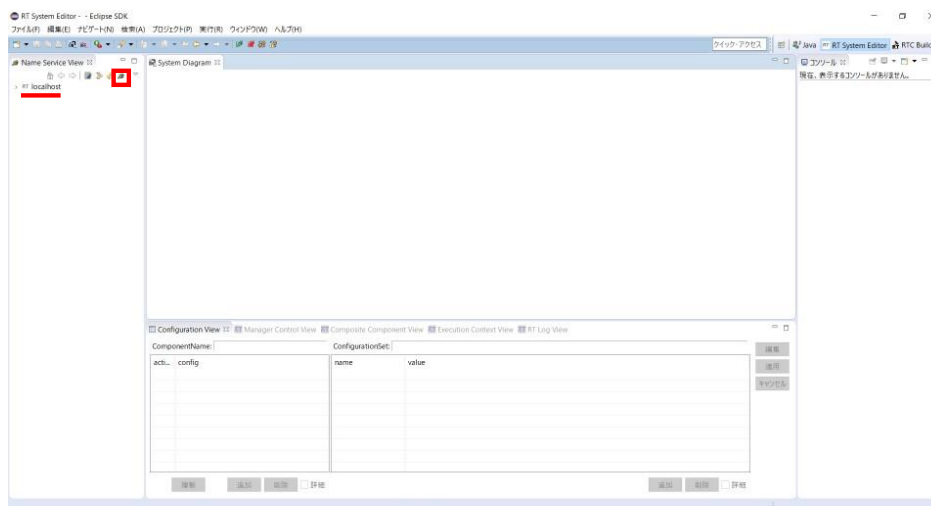 RT System Editor - - Eclipse SDK
ファイル(F) 編集(E) ナビゲート(N) 検索(A) プロジェクト(P) 実行(R) ウィンドウ(W) ヘルプ(H)
クイック・アクセス Java RT System Editor RTC Build
Name Service View System Diagram コンソール
現在、表示するコンソールがありません。
localhost
Configuration View Manager Control View Composite Component View Execution Context View RT Log View
ComponentName: ConfigurationSet: 編集
acti... config name value 適用
キャンセル
複製 追加 削除 詳細 追加 削除 詳細